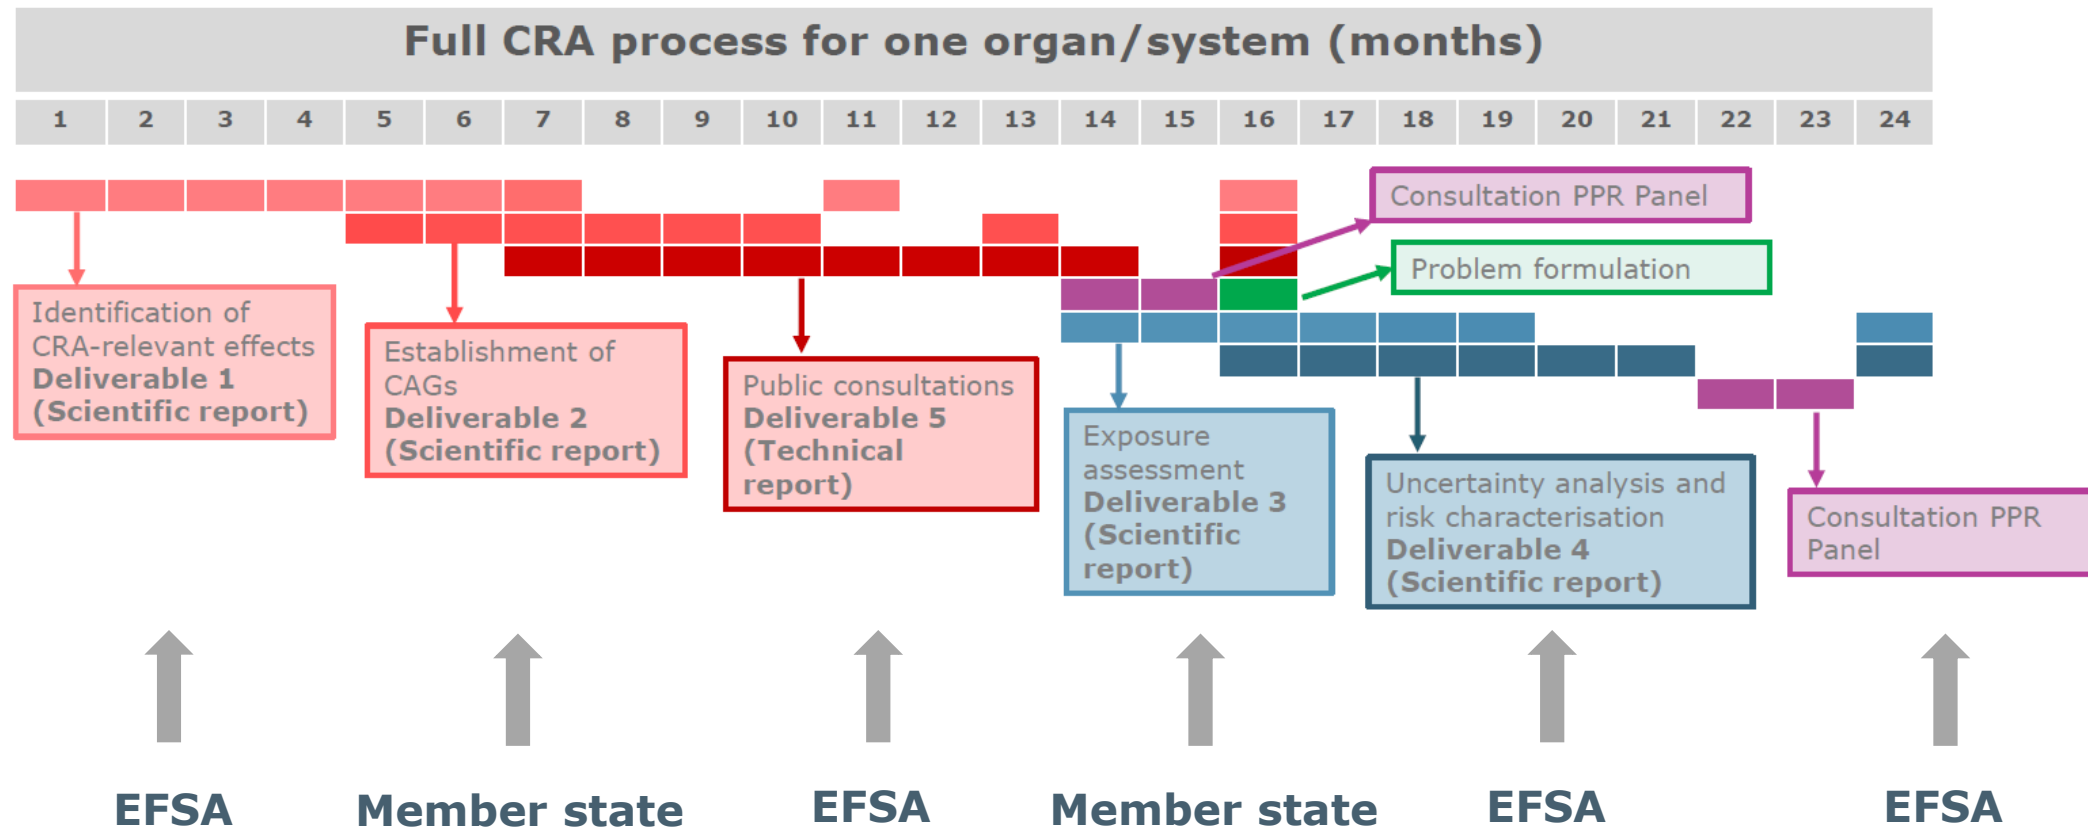 Full CRA process for one organ/system (months)
1 2 3 4 5 6 7 8 9 10 11 12 13 14 15 16 17 18 19 20 21 22 23 24
Consultation PPR Panel
Problem formulation
Identification of
CRA-relevant effects
Deliverable 1
(Scientific report)
Establishment of
CAGs
Deliverable 2
(Scientific report)
Public consultations
Deliverable 5
(Technical
report)
Exposure
assessment
Deliverable 3
(Scientific
report)
Uncertainty analysis and
risk characterisation
Deliverable 4
(Scientific report)
Consultation PPR
Panel
EFSA
Member state
EFSA
Member state
EFSA
EFSA